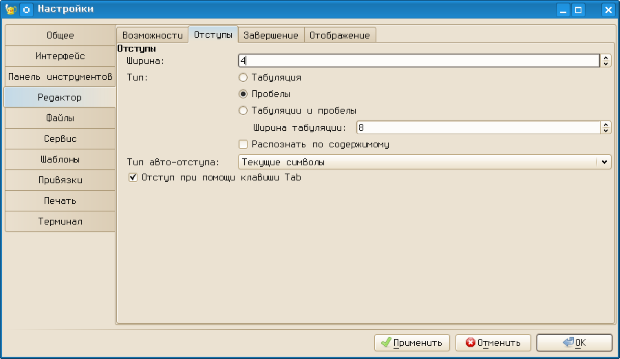 Настройки
Общее
Интерфейс
Панель инструментов
Редактор
Файлы
Сервис
Шаблоны
Привязки
Печать
Терминал
Возможности Отступы Завершение Отображение
Отступы
Ширина: 4
Тип: Табуляция
Пробелы
Табуляции и пробелы
Ширина табуляции: 8
Распознать по содержимому
Тип авто-отступа: Текущие символы
Отступ при помощи клавиши Tab
Применить Отменить OK